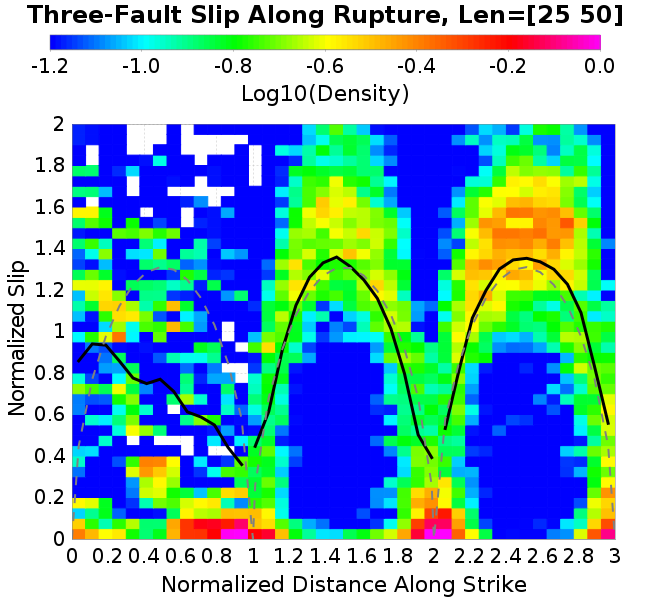 Three-Fault Slip Along Rupture, Len=[25 50]
-1.2 -1.0 -0.8 -0.6 -0.4 -0.2 0.0
Log10(Density)
2
1.8
1.6
1.4
1.2
1
0.8
0.6
0.4
0.2
0
Normalized Slip
0 0.2 0.4 0.6 0.8 1 1.2 1.4 1.6 1.8 2 2.2 2.4 2.6 2.8 3
Normalized Distance Along Strike